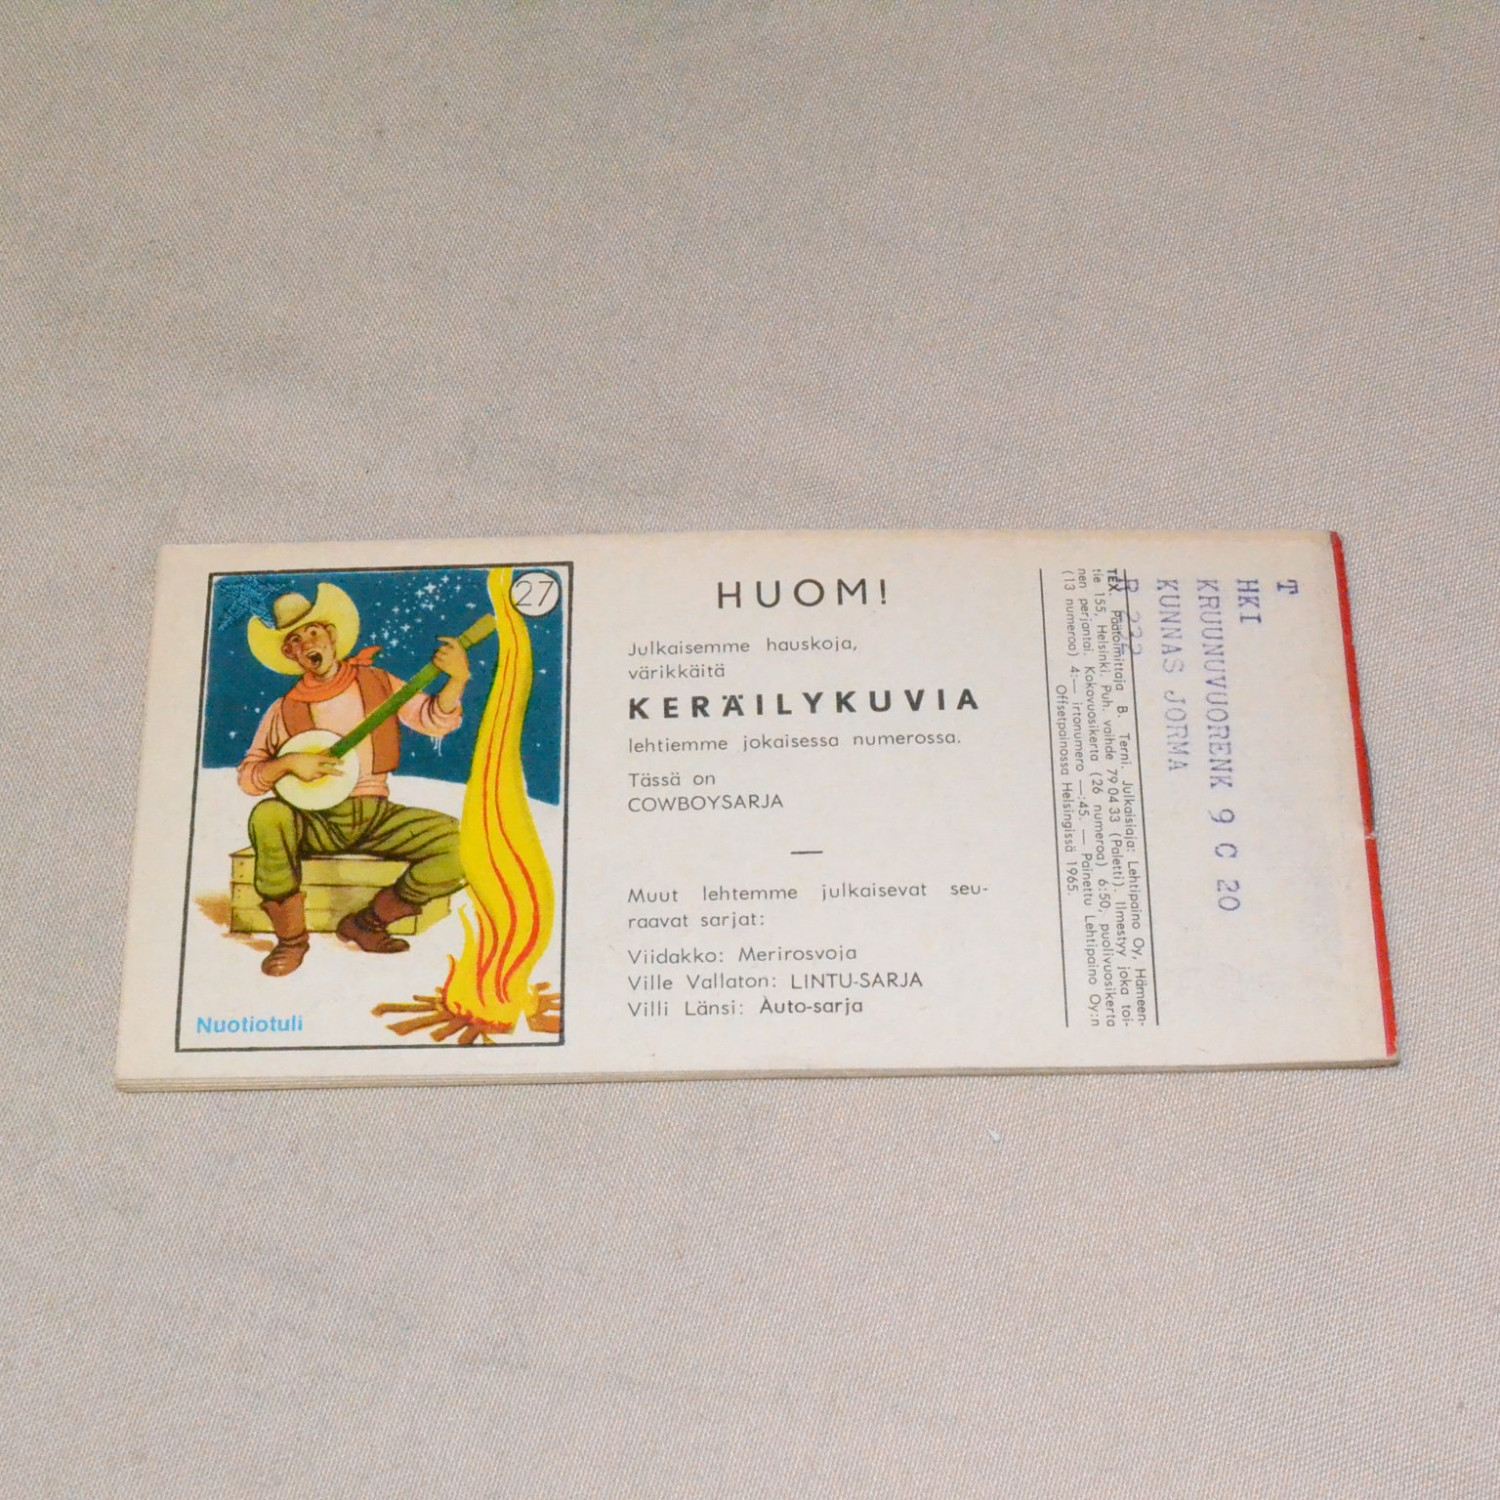 27
Nuotiotuli
HUOM!
Julkaisemme hauskoja,
värikkäitä
KERÄILYKUVIA
lehtiemme jokaisessa numerossa.
Tässä on
COWBOYSARJA
—
Muut lehtemme julkaisevat seu-
raavat sarjat:
Viidakko: Merirosvoja
Ville Vallaton: LINTU-SARJA
Villi Länsi: Auto-sarja
TEX. Päätoimittaja B. Terni. Julkaisija: Lehtipaino Oy, Hämeen-
tie 155, Helsinki. Puh. vaihde 79 04 33 (Paletti). Ilmestyy joka toi-
nen perjantai. Kokovuosikerta (26 numeroa) 6:50, puolivuosikerta
(13 numeroa) 4:— irtonumero —:45. — Painettu Lehtipaino Oy:n
Offsetpainossa Helsingissä 1965.
T
HKI
KRUUNUVUORENK 9 C 20
KUNNAS JORMA